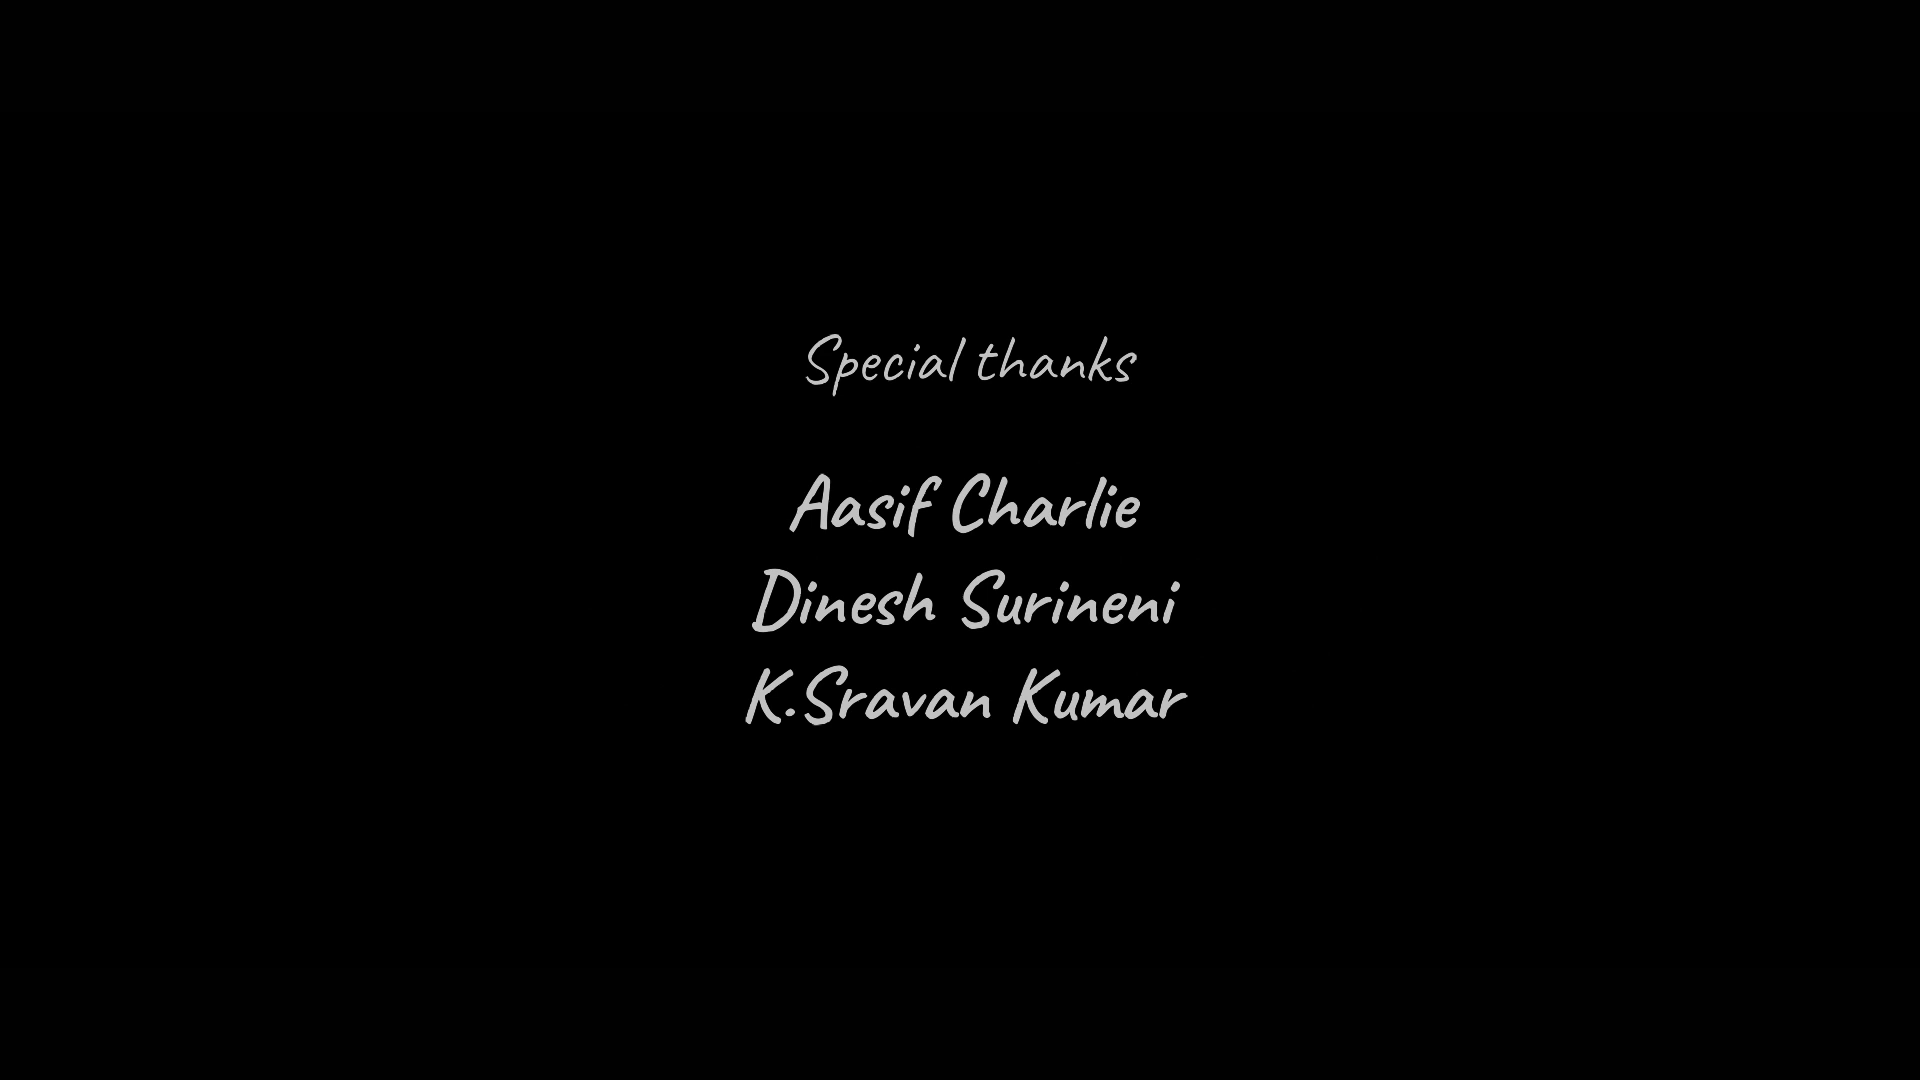 Special thanks
Aasif Charlie
Dinesh Surineni
K.Sravan Kumar